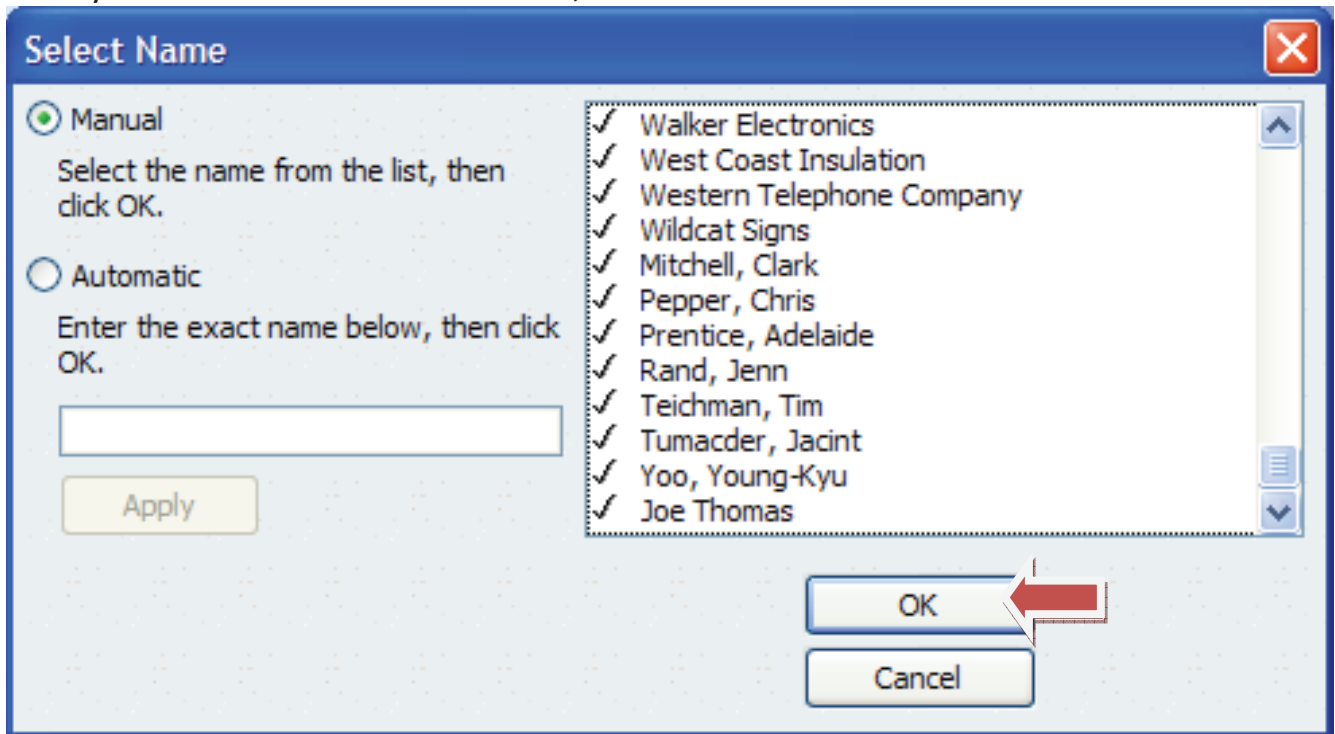 Select Name
Manual
Select the name from the list, then
click OK.
Automatic
Enter the exact name below, then click
OK.
Apply
Walker Electronics
West Coast Insulation
Western Telephone Company
Wildcat Signs
Mitchell, Clark
Pepper, Chris
Prentice, Adelaide
Rand, Jenn
Teichman, Tim
Tumacder, Jacint
Yoo, Young-Kyu
Joe Thomas
OK
Cancel